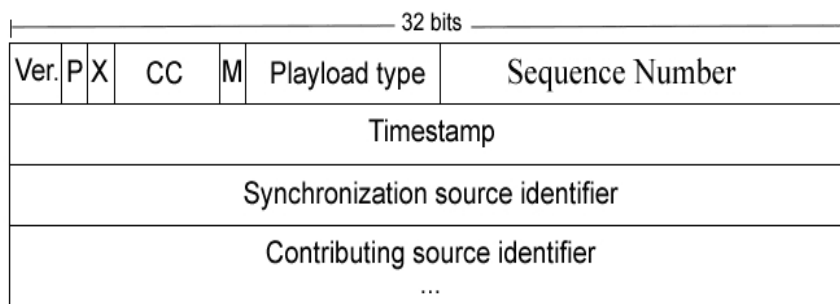 32 bits
Ver. P X CC M Playload type Sequence Number
Timestamp
Synchronization source identifier
Contributing source identifier
...